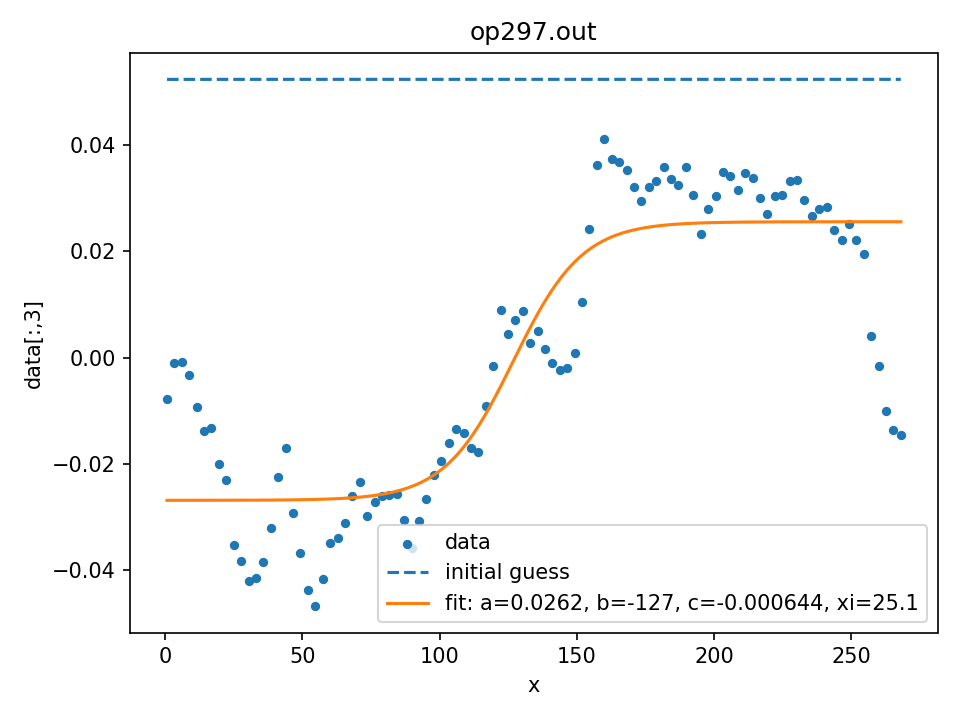 op297.out
data[:,3]
0.04
0.02
0.00
−0.02
−0.04
data
initial guess
fit: a=0.0262, b=-127, c=-0.000644, xi=25.1
0 50 100 150 200 250
x